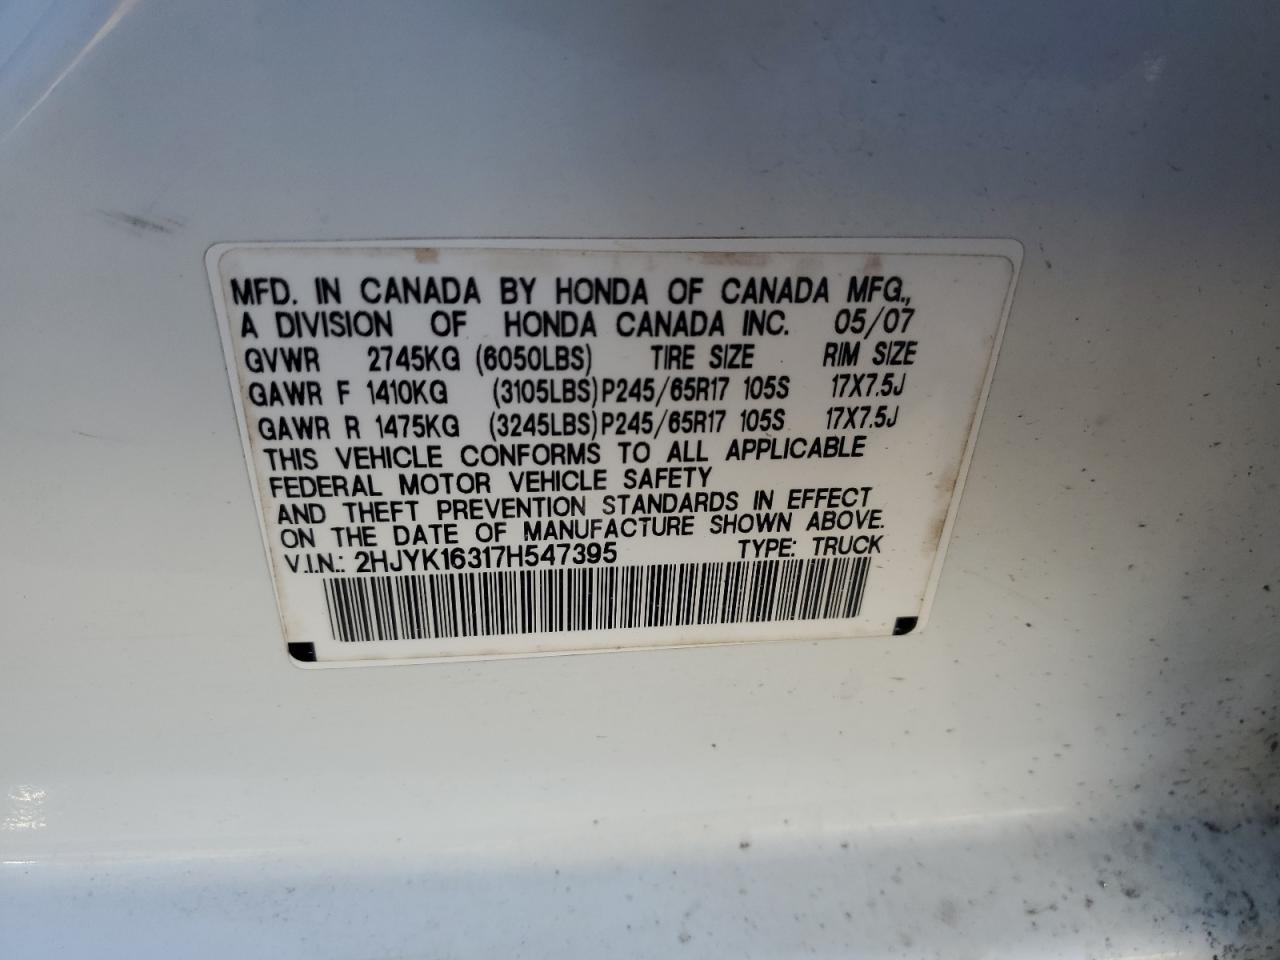 MFD. IN CANADA BY HONDA OF CANADA MFG.,
A DIVISION OF HONDA CANADA INC. 05/07
GVWR 2745KG (6050LBS) TIRE SIZE RIM SIZE
GAWR F 1410KG (3105LBS) P245/65R17 105S 17X7.5J
GAWR R 1475KG (3245LBS) P245/65R17 105S 17X7.5J
THIS VEHICLE CONFORMS TO ALL APPLICABLE
FEDERAL MOTOR VEHICLE SAFETY
AND THEFT PREVENTION STANDARDS IN EFFECT
ON THE DATE OF MANUFACTURE SHOWN ABOVE.
V.I.N.: 2HJYK16317H547395 TYPE: TRUCK